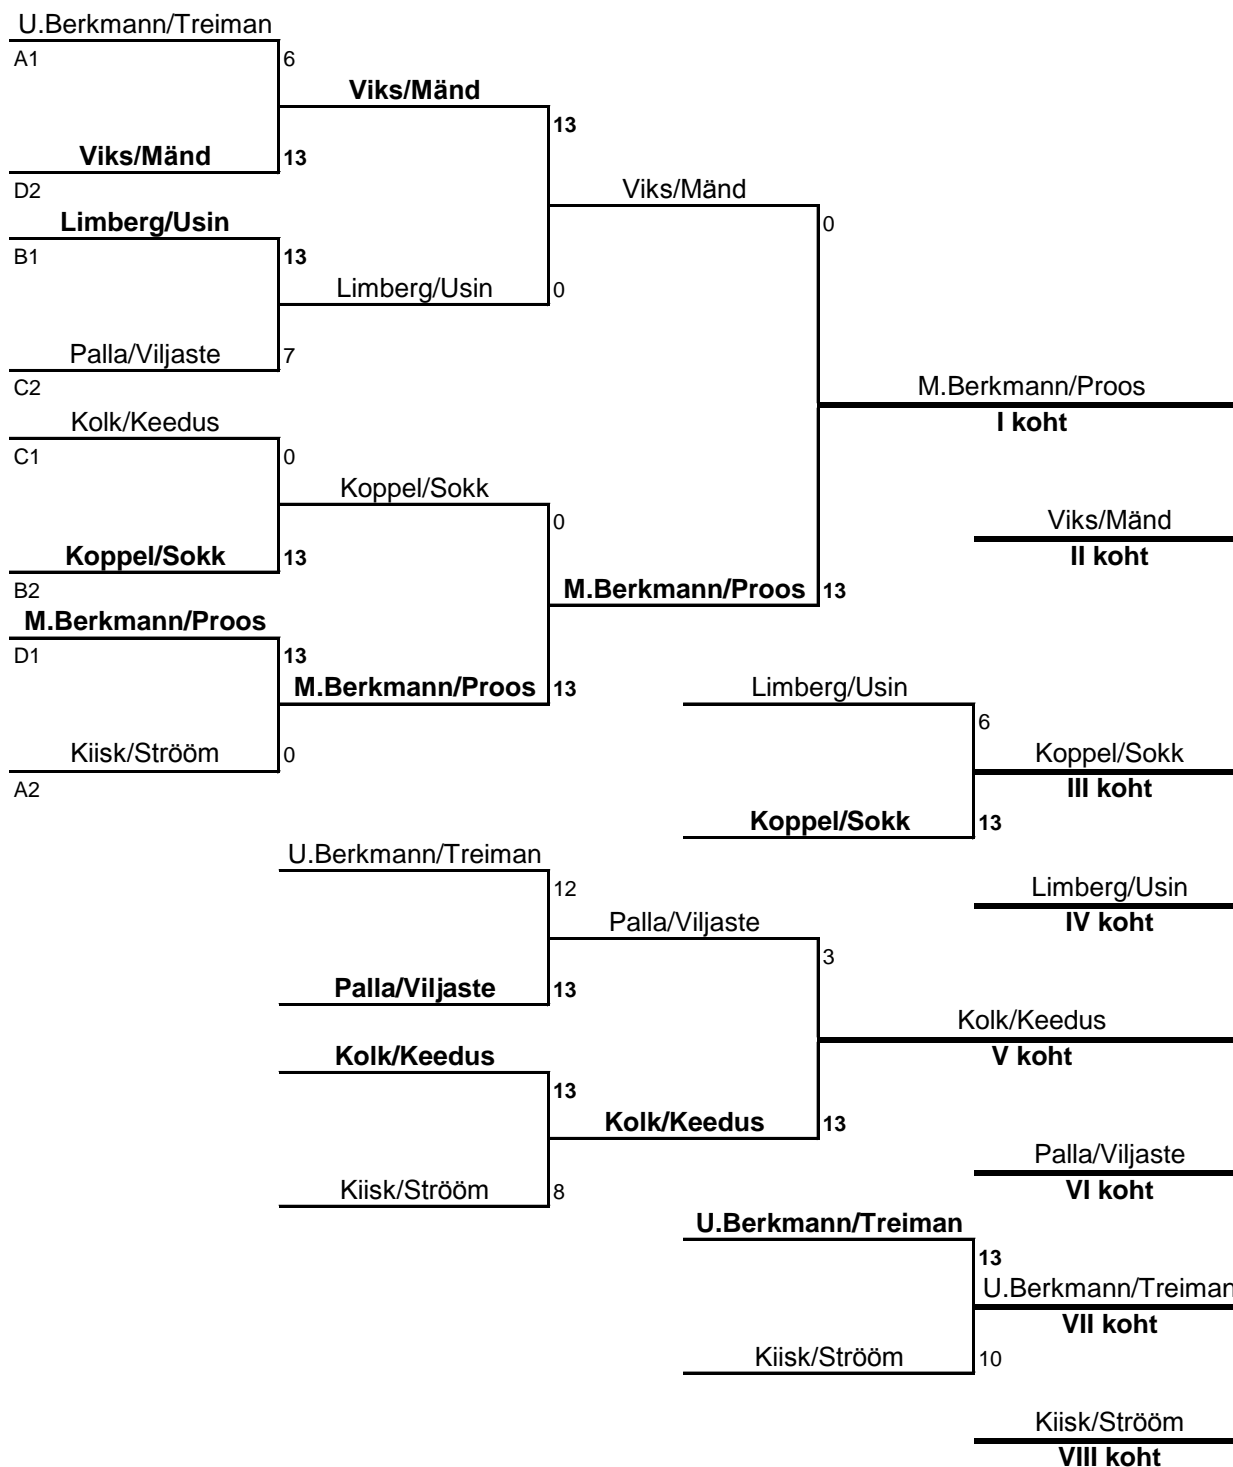 U.Berkmann/Treiman
A1
6
Viks/Mänd
13
Viks/Mänd
13
D2
Viks/Mänd
0
Limberg/Usin
B1
13
Limberg/Usin
0
Palla/Viljaste
7
C2
M.Berkmann/Proos
I koht
Kolk/Keedus
C1
0
Koppel/Sokk
0
Viks/Mänd
II koht
Koppel/Sokk
13
B2
M.Berkmann/Proos
13
M.Berkmann/Proos
D1
13
M.Berkmann/Proos
13
Limberg/Usin
6
Kiisk/Strööm
0
A2
Koppel/Sokk
III koht
Koppel/Sokk
13
U.Berkmann/Treiman
12
Limberg/Usin
IV koht
Palla/Viljaste
3
Palla/Viljaste
13
Kolk/Keedus
V koht
Kolk/Keedus
13
Kolk/Keedus
13
Palla/Viljaste
VI koht
Kiisk/Strööm
8
U.Berkmann/Treiman
13
U.Berkmann/Treiman
VII koht
Kiisk/Strööm
10
Kiisk/Strööm
VIII koht